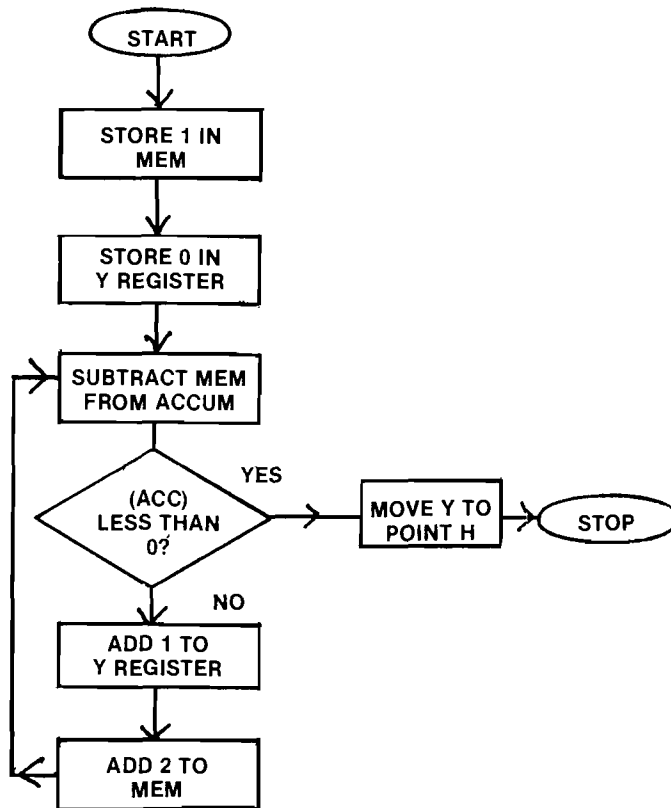 START
STORE 1 IN
MEM
STORE 0 IN
Y REGISTER
SUBTRACT MEM
FROM ACCUM
(ACC)
LESS THAN
0?
YES
MOVE Y TO
POINT H
STOP
NO
ADD 1 TO
Y REGISTER
ADD 2 TO
MEM